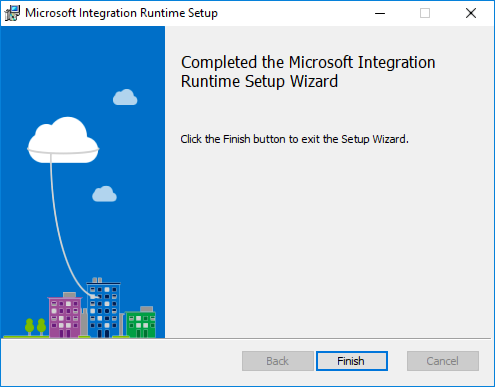 Microsoft Integration Runtime Setup
Completed the Microsoft Integration
Runtime Setup Wizard
Click the Finish button to exit the Setup Wizard.
Back
Finish
Cancel